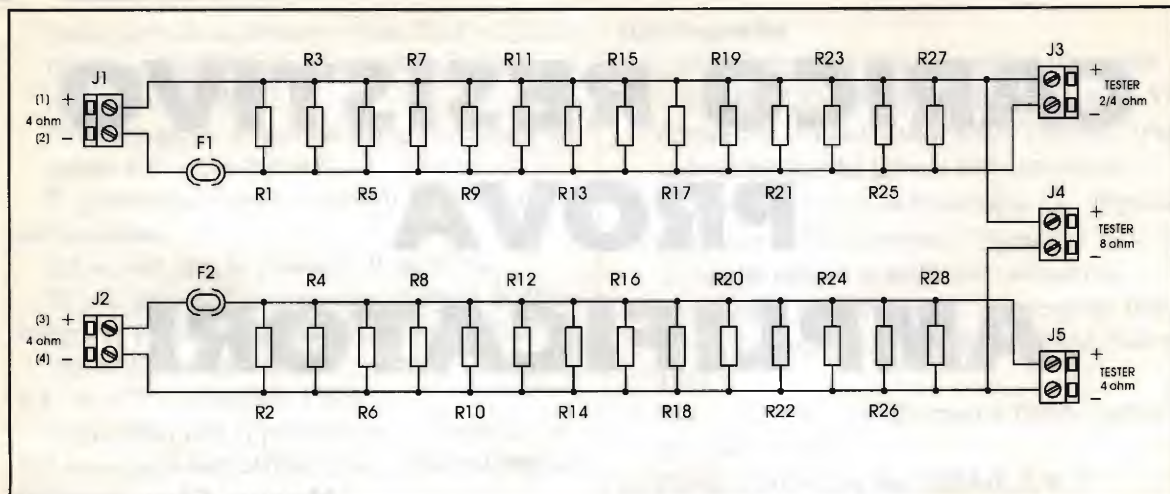 R3 R7 R11 R15 R19 R23 R27
J1
(1) +
4 ohm
(2) −
F1
R1 R5 R9 R13 R17 R21 R25
J3
+
TESTER
2/4 ohm
−
J4
+
TESTER
8 ohm
−
F2
R4 R8 R12 R16 R20 R24 R28
J2
(3) +
4 ohm
(4) −
R2 R6 R10 R14 R18 R22 R26
J5
+
TESTER
4 ohm
−